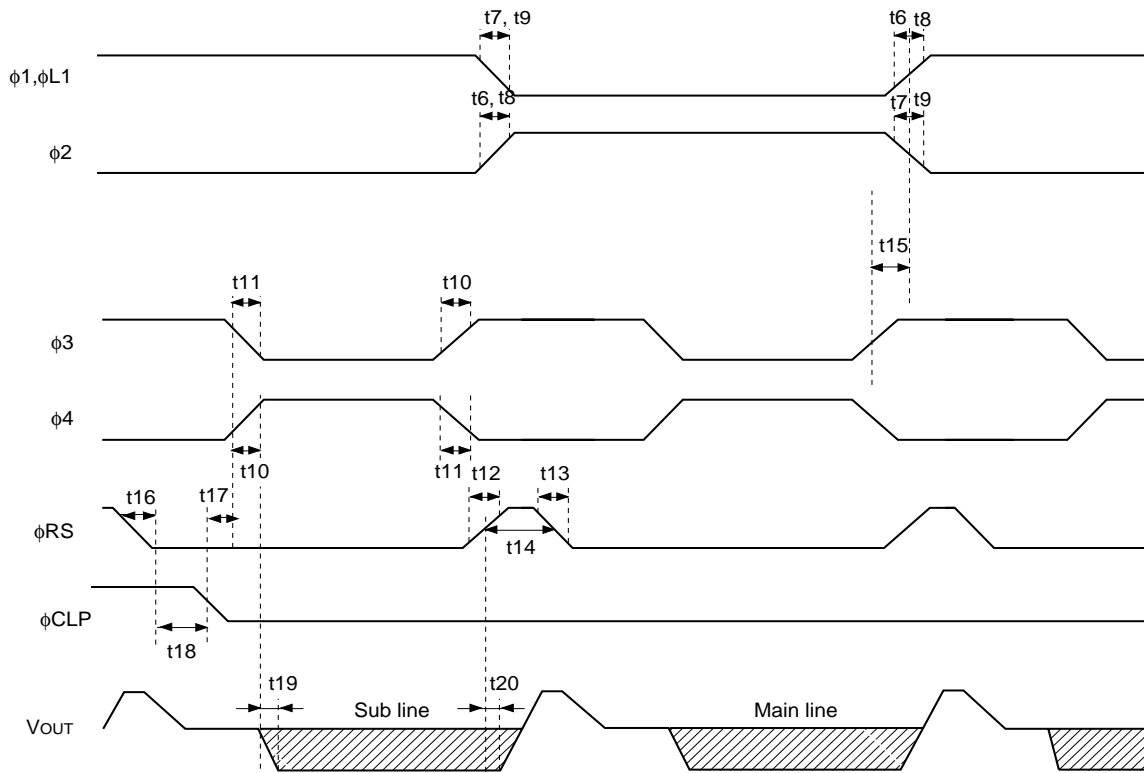 t7, t9
t6
t8
ϕ1,ϕL1
t6, t8
t7
t9
ϕ2
t15
t11
t10
ϕ3
ϕ4
t10
t11
t12
t13
t16
t17
ϕRS
t14
ϕCLP
t18
t19
t20
Sub line
Main line
VOUT